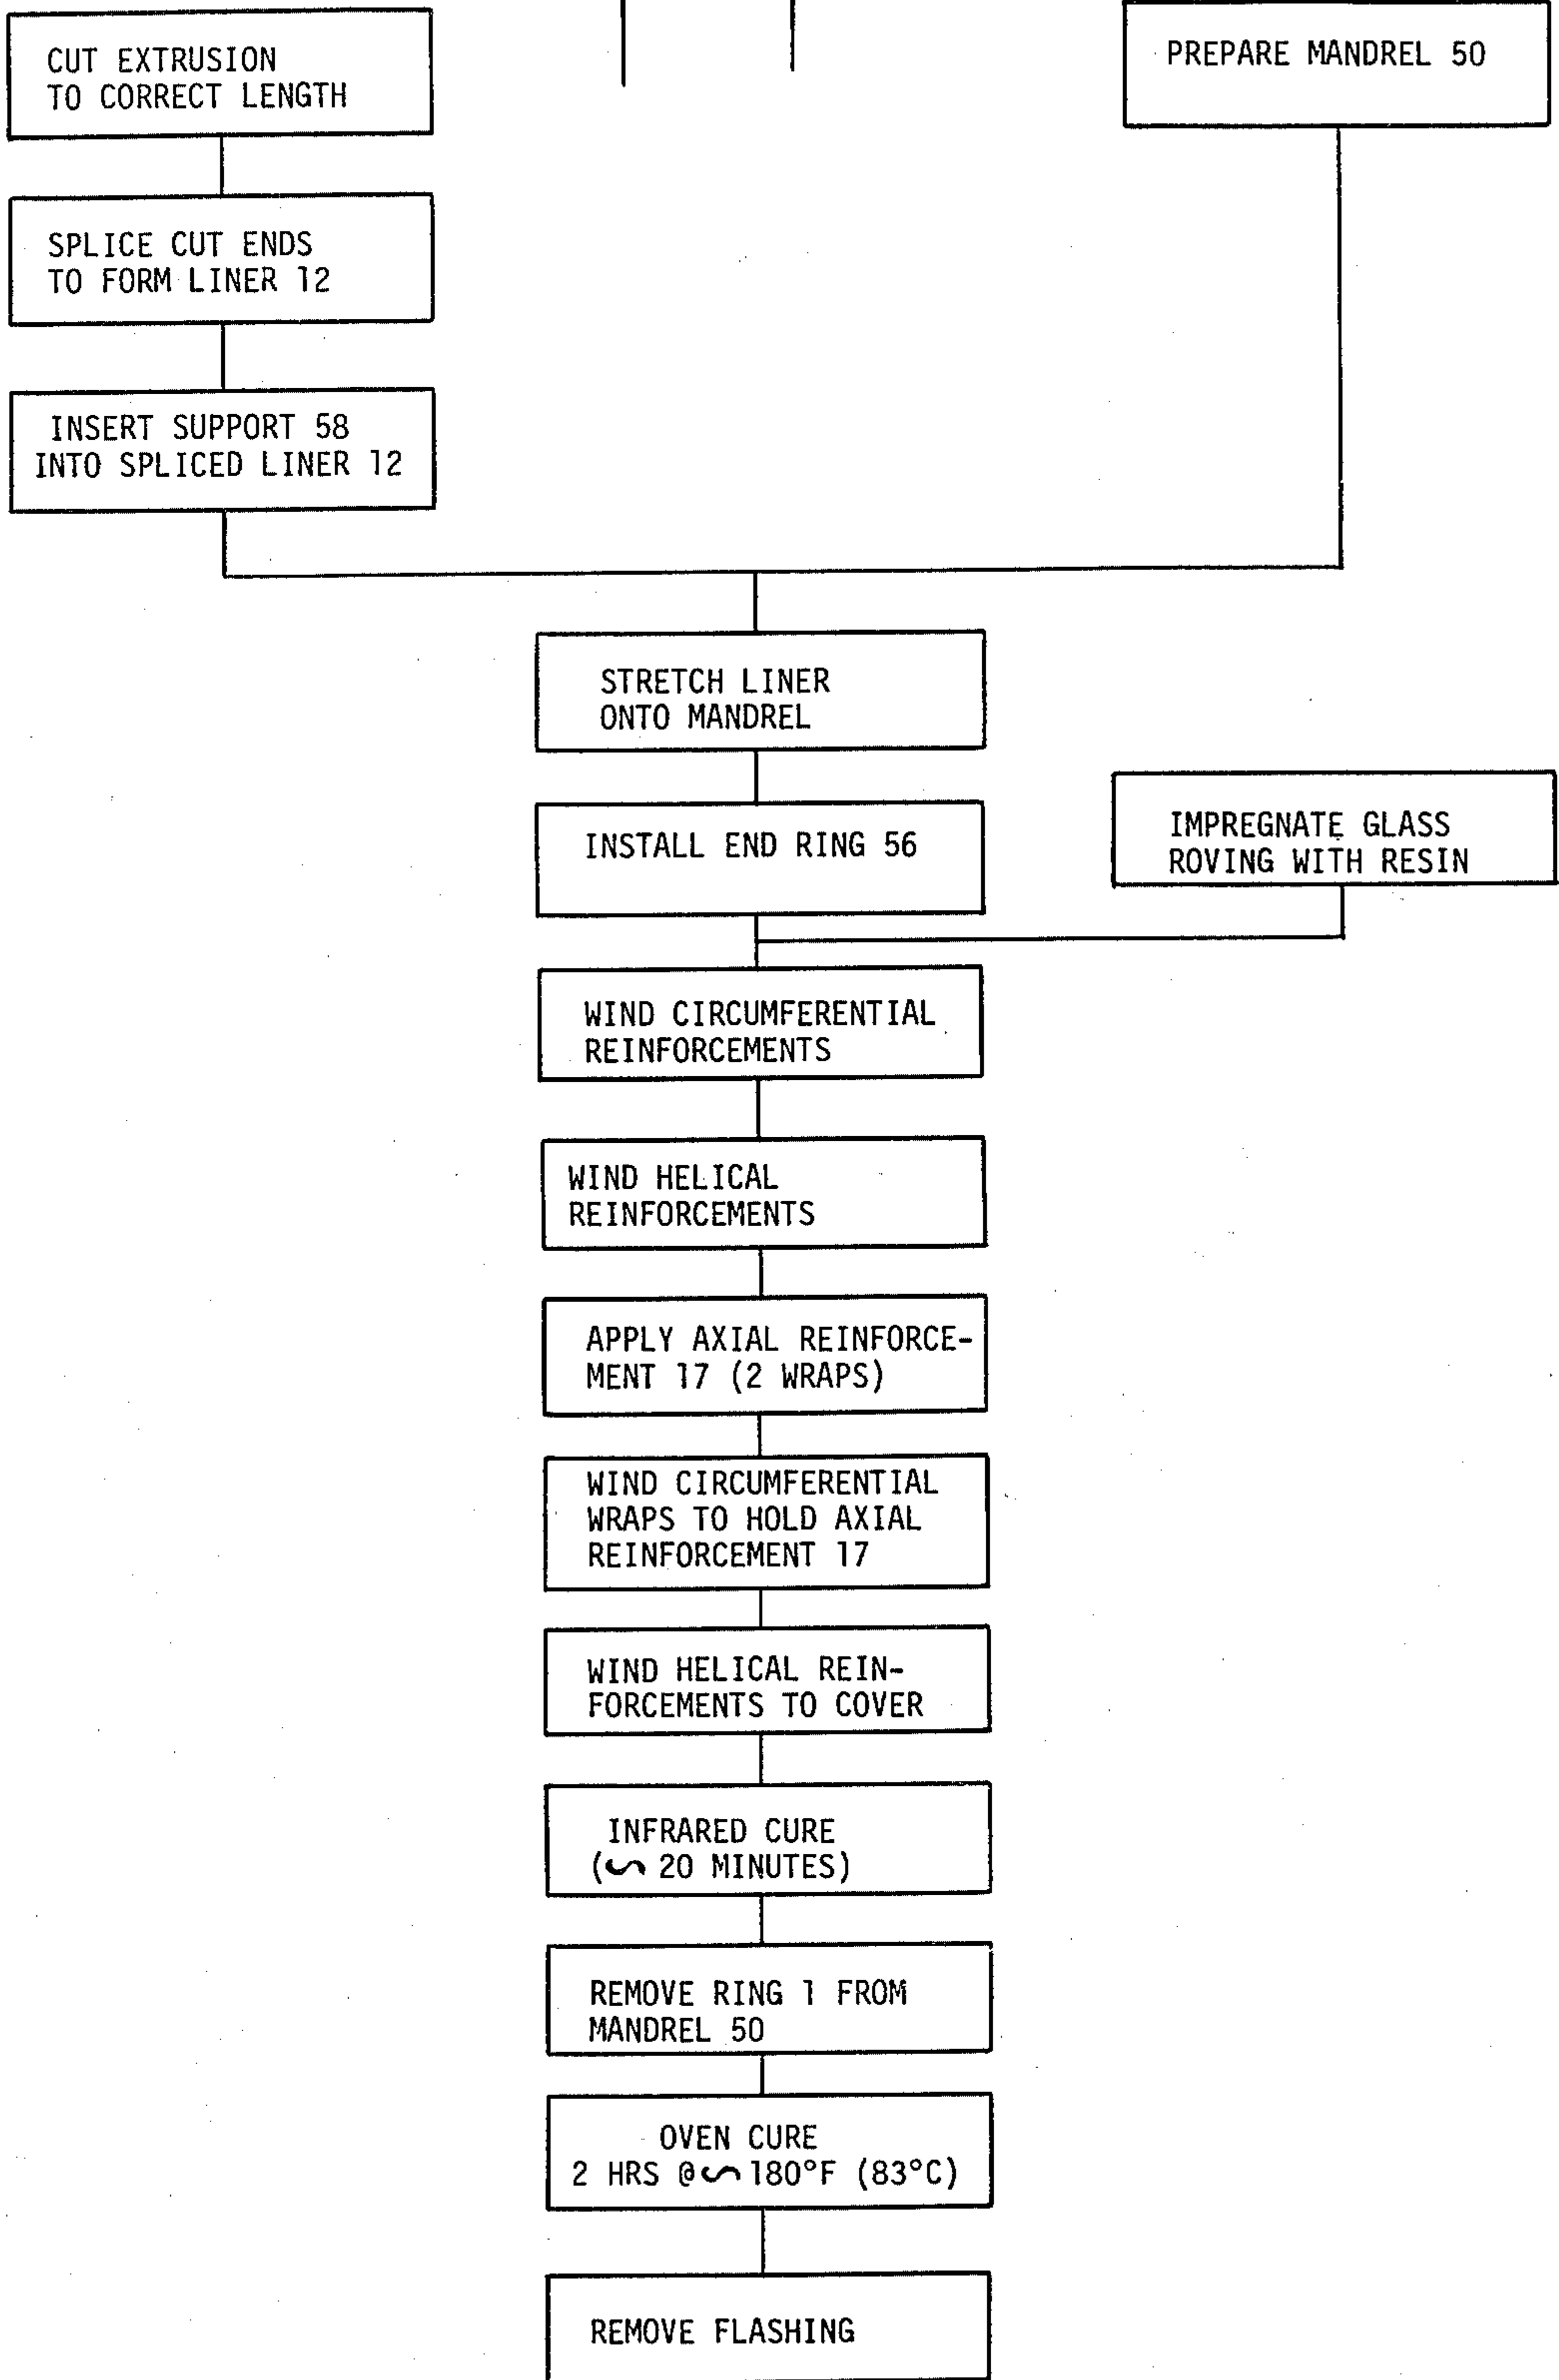 CUT EXTRUSION
TO CORRECT LENGTH
PREPARE MANDREL 50
SPLICE CUT ENDS
TO FORM LINER 12
INSERT SUPPORT 58
INTO SPLICED LINER 12
STRETCH LINER
ONTO MANDREL
INSTALL END RING 56
IMPREGNATE GLASS
ROVING WITH RESIN
WIND CIRCUMFERENTIAL
REINFORCEMENTS
WIND HELICAL
REINFORCEMENTS
APPLY AXIAL REINFORCE-
MENT 17 (2 WRAPS)
WIND CIRCUMFERENTIAL
WRAPS TO HOLD AXIAL
REINFORCEMENT 17
WIND HELICAL REIN-
FORCEMENTS TO COVER
INFRARED CURE
(∽ 20 MINUTES)
REMOVE RING 1 FROM
MANDREL 50
OVEN CURE
2 HRS @∽180°F (83°C)
REMOVE FLASHING